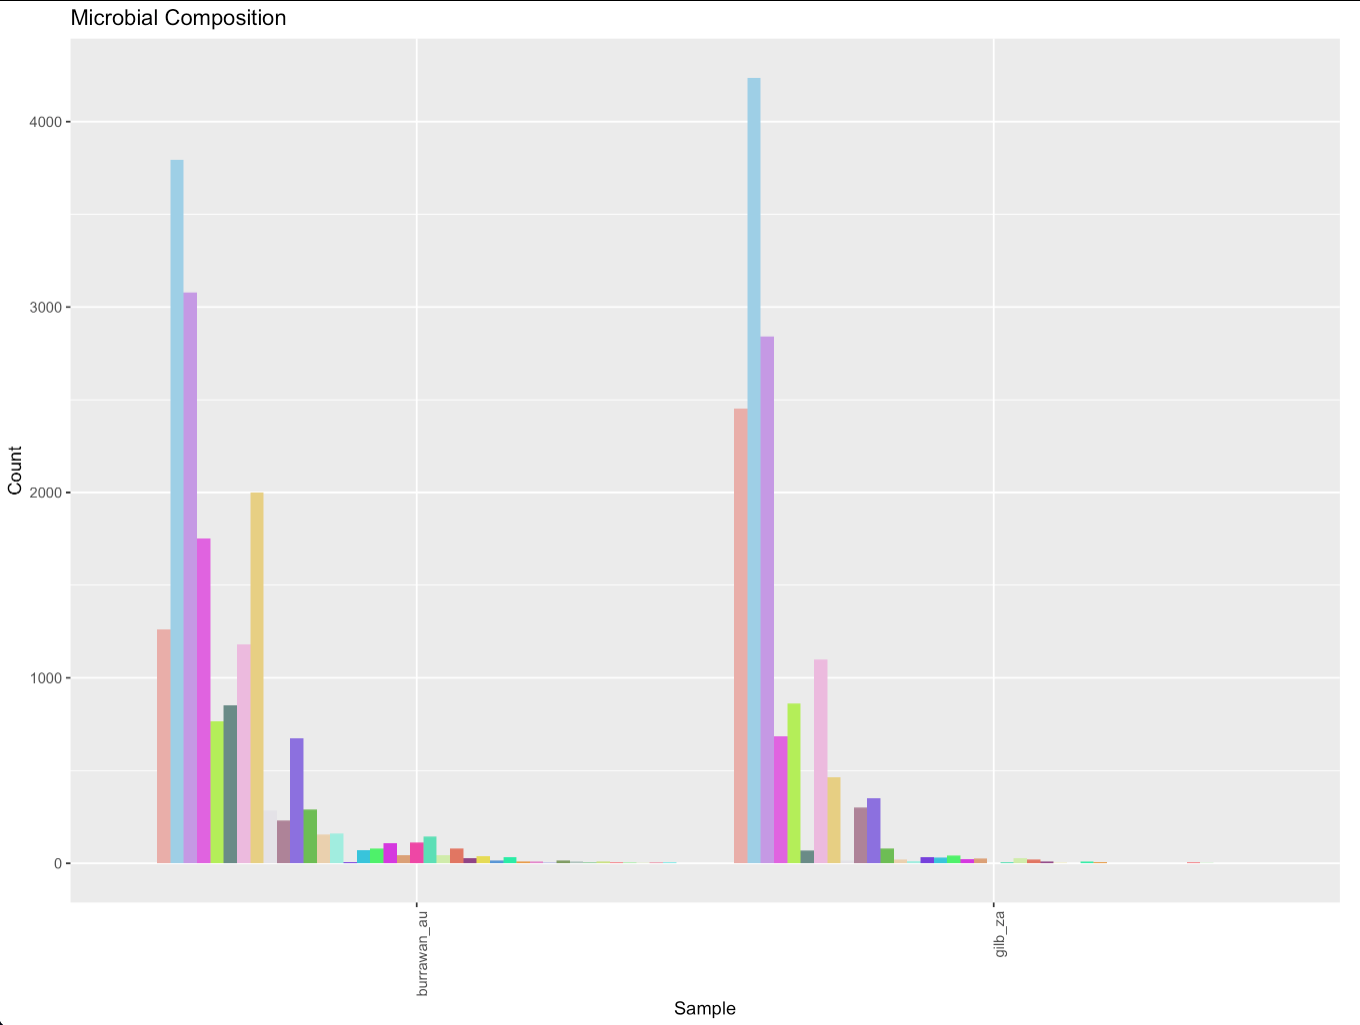 Microbial Composition
Count
4000
3000
2000
1000
0
burrawan_au
gilb_za
Sample